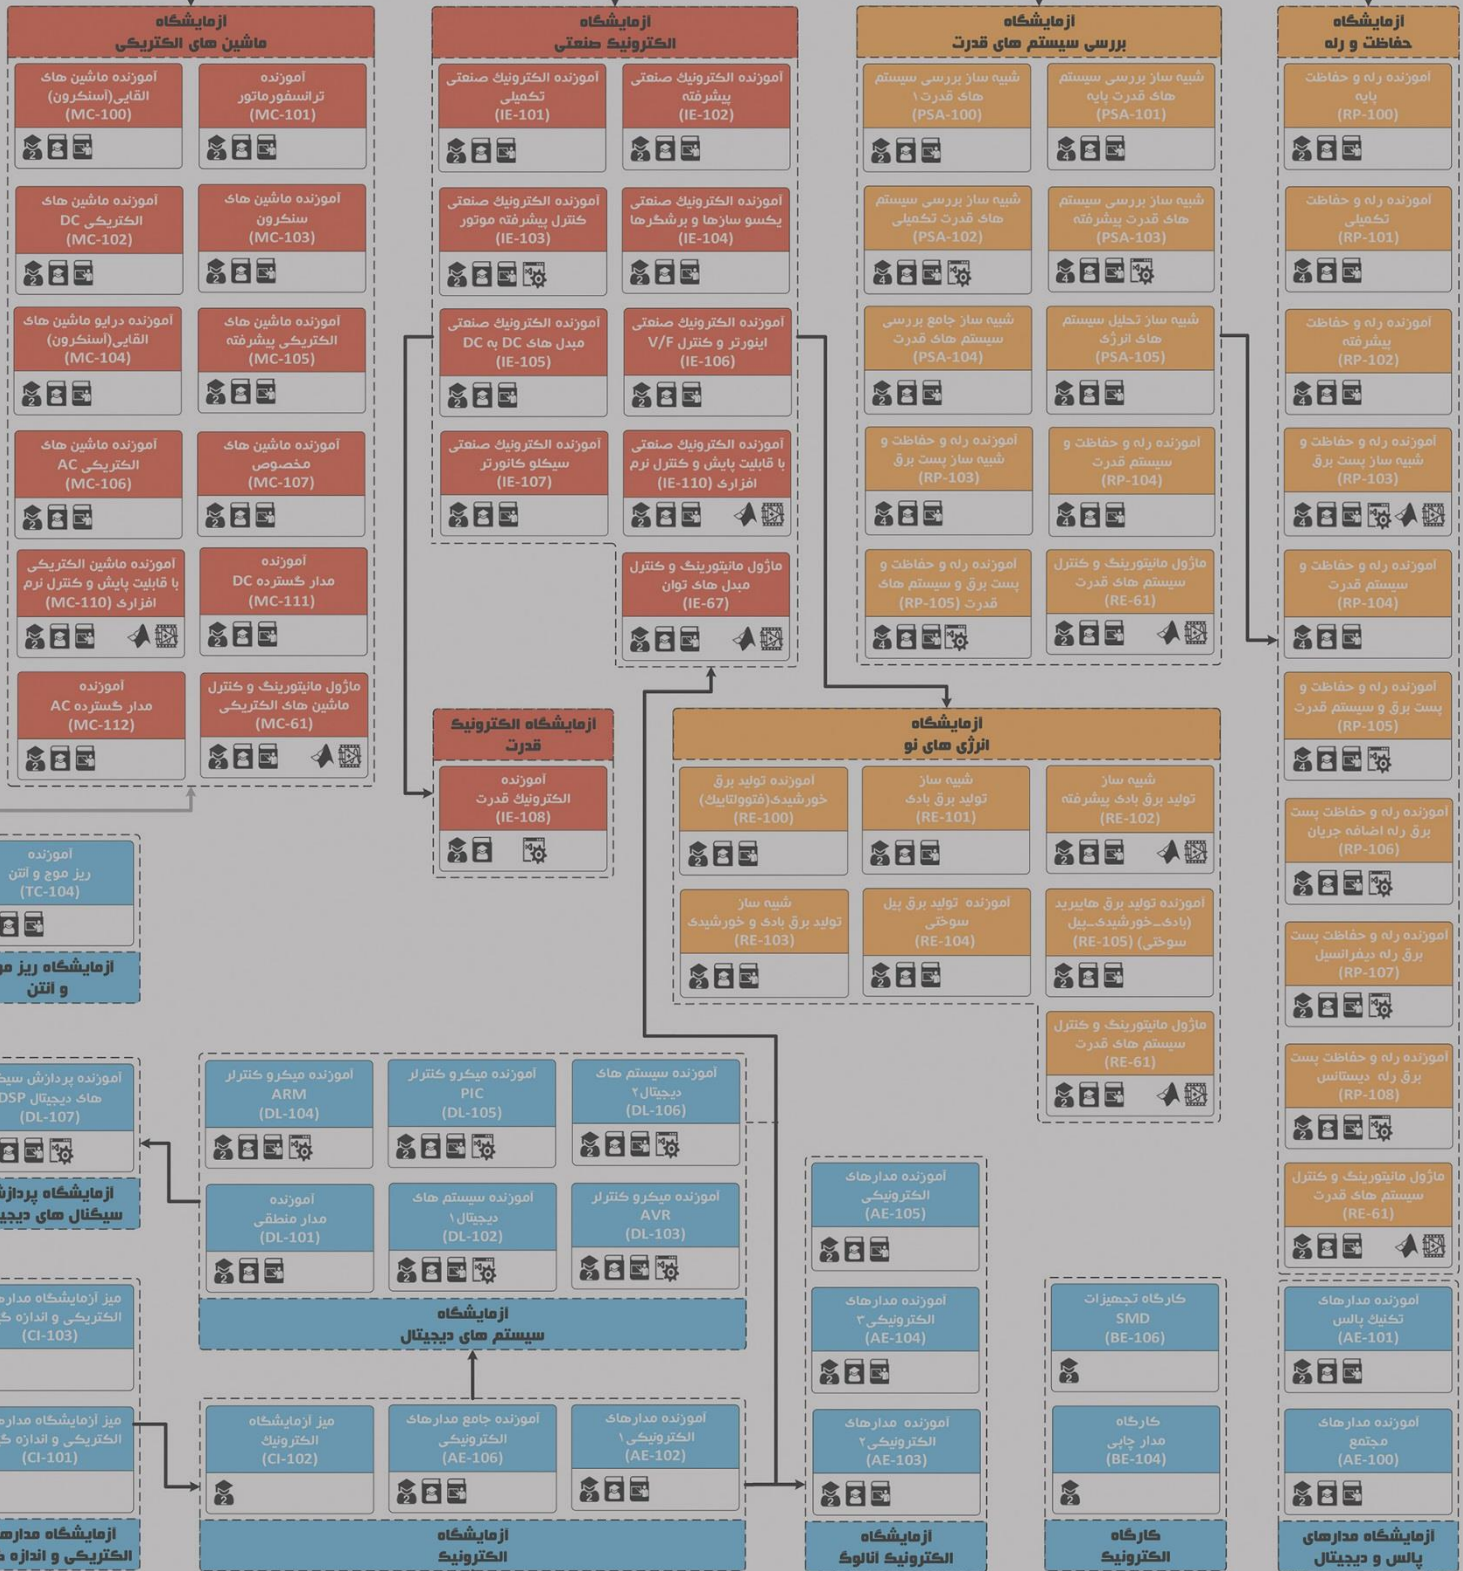 آزمایشگاه
ماشین های الکتریکی
آموزنده ماشین های
القایی(آسنکرون)
(MC-100)
آموزنده
ترانسفورماتور
(MC-101)
آموزنده ماشین های
الکتریکی DC
(MC-102)
آموزنده ماشین های
سنکرون
(MC-103)
آموزنده درایو ماشین های
القایی(آسنکرون)
(MC-104)
آموزنده ماشین های
الکتریکی پیشرفته
(MC-105)
آموزنده ماشین های
الکتریکی AC
(MC-106)
آموزنده ماشین های
مخصوص
(MC-107)
آموزنده ماشین الکتریکی
با قابلیت پایش و کنترل نرم
افزاری (MC-110)
آموزنده
مدار گسترده DC
(MC-111)
آموزنده
مدار گسترده AC
(MC-112)
ماژول مانیتورینگ و کنترل
ماشین های الکتریکی
(MC-61)
آزمایشگاه
الکترونیک صنعتی
آموزنده الکترونیک صنعتی
تکمیلی
(IE-101)
آموزنده الکترونیک صنعتی
پیشرفته
(IE-102)
آموزنده الکترونیک صنعتی
کنترل پیشرفته موتور
(IE-103)
آموزنده الکترونیک صنعتی
یکسو سازها و برشگرها
(IE-104)
آموزنده الکترونیک صنعتی
مبدل های DC به DC
(IE-105)
آموزنده الکترونیک صنعتی
اینورتر و کنترل V/F
(IE-106)
آموزنده الکترونیک صنعتی
سیکلو کانورتر
(IE-107)
آموزنده الکترونیک صنعتی
با قابلیت پایش و کنترل نرم
افزاری (IE-110)
ماژول مانیتورینگ و کنترل
مبدل های توان
(IE-67)
آزمایشگاه
بررسی سیستم های قدرت
شبیه ساز بررسی سیستم
های قدرت ۱
(PSA-100)
شبیه ساز بررسی سیستم
های قدرت پایه
(PSA-101)
شبیه ساز بررسی سیستم
های قدرت تکمیلی
(PSA-102)
شبیه ساز بررسی سیستم
های قدرت پیشرفته
(PSA-103)
شبیه ساز جامع بررسی
سیستم های قدرت
(PSA-104)
شبیه ساز تحلیل سیستم
های انرژی
(PSA-105)
آموزنده رله و حفاظت و
شبیه ساز پست برق
(RP-103)
آموزنده رله و حفاظت و
سیستم قدرت
(RP-104)
آموزنده رله و حفاظت و
پست برق و سیستم های
قدرت (RP-105)
ماژول مانیتورینگ و کنترل
سیستم های قدرت
(RE-61)
آزمایشگاه
حفاظت و رله
آموزنده رله و حفاظت
پایه
(RP-100)
آموزنده رله و حفاظت
تکمیلی
(RP-101)
آموزنده رله و حفاظت
پیشرفته
(RP-102)
آموزنده رله و حفاظت و
شبیه ساز پست برق
(RP-103)
آموزنده رله و حفاظت و
سیستم قدرت
(RP-104)
آموزنده رله و حفاظت و
پست برق و سیستم قدرت
(RP-105)
آموزنده رله و حفاظت پست
برق رله اضافه جریان
(RP-106)
آموزنده رله و حفاظت پست
برق رله دیفرانسیل
(RP-107)
آموزنده رله و حفاظت پست
برق رله دیستانس
(RP-108)
ماژول مانیتورینگ و کنترل
سیستم های قدرت
(RE-61)
آزمایشگاه الکترونیک
قدرت
آموزنده
الکترونیک قدرت
(IE-108)
آزمایشگاه
انرژی های نو
آموزنده تولید برق
خورشیدی(فتوولتاییک)
(RE-100)
شبیه ساز
تولید برق بادی
(RE-101)
شبیه ساز
تولید برق بادی پیشرفته
(RE-102)
شبیه ساز
تولید برق بادی و خورشیدی
(RE-103)
آموزنده تولید برق پیل
سوختی
(RE-104)
آموزنده تولید برق هایبرید
(بادی_خورشیدی_پیل
سوختی) (RE-105)
ماژول مانیتورینگ و کنترل
سیستم های قدرت
(RE-61)
آموزنده
ریز موج و آنتن
(TC-104)
آزمایشگاه ریز
و آنتن
آموزنده پردازش
های دیجیتال DSP
(DL-107)
آزمایشگاه
سیگنال های
آموزنده میکرو کنترلر
ARM
(DL-104)
آموزنده میکرو کنترلر
PIC
(DL-105)
آموزنده سیستم های
دیجیتال۲
(DL-106)
آموزنده
مدار منطقی
(DL-101)
آموزنده سیستم های
دیجیتال۱
(DL-102)
آموزنده میکرو کنترلر
AVR
(DL-103)
آزمایشگاه
سیستم های دیجیتال
میز آزمایشگاه
الکتریکی و اندازه
(CI-103)
میز آزمایشگاه
الکتریکی و اندازه
(CI-101)
آزمایشگاه
الکتریکی و اندازه
میز آزمایشگاه
الکترونیک
(CI-102)
آموزنده جامع مدارهای
الکترونیکی
(AE-106)
آموزنده مدارهای
الکترونیکی۱
(AE-102)
آزمایشگاه
الکترونیک
آموزنده مدارهای
الکترونیکی
(AE-105)
آموزنده مدارهای
الکترونیکی۳
(AE-104)
آموزنده مدارهای
الکترونیکی۲
(AE-103)
آزمایشگاه
الکترونیک آنالوگ
کارگاه تجهیزات
SMD
(BE-106)
کارگاه
مدار چاپی
(BE-104)
کارگاه
الکترونیک
آموزنده مدارهای
تکنیک پالس
(AE-101)
آموزنده مدارهای
مجتمع
(AE-100)
آزمایشگاه مدارهای
پالس و دیجیتال